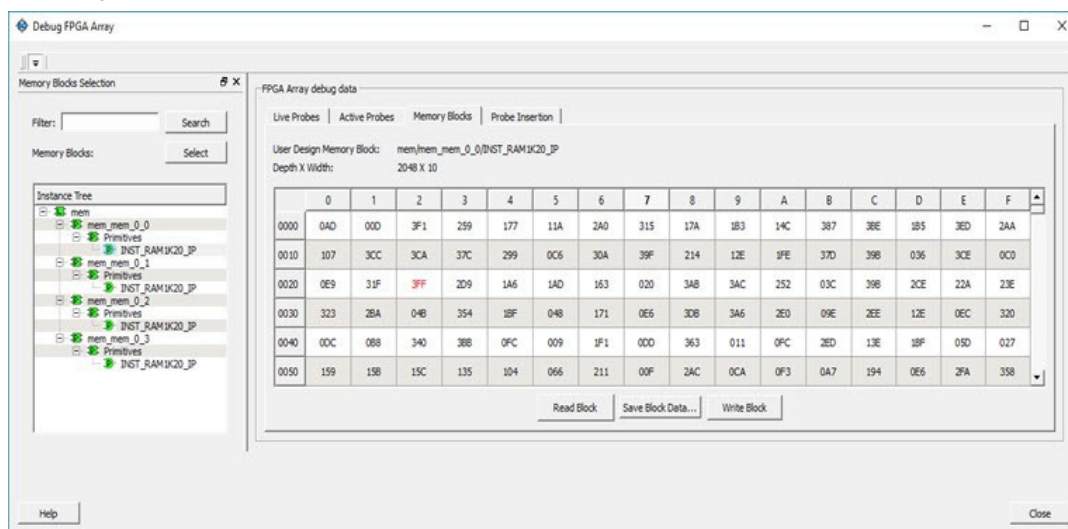 Debug FPGA Array
Memory Blocks Selection
Filter:
Search
Memory Blocks:
Select
Instance Tree
mem
mem_mem_0_0
Primitives
INST_RAM1K20_IP
mem_mem_0_1
Primitives
INST_RAM1K20_IP
mem_mem_0_2
Primitives
INST_RAM1K20_IP
mem_mem_0_3
Primitives
INST_RAM1K20_IP
FPGA Array debug data
Live Probes Active Probes Memory Blocks Probe Insertion
User Design Memory Block: mem/mem_mem_0_0/INST_RAM1K20_IP
Depth X Width: 2048 X 10
0 1 2 3 4 5 6 7 8 9 A B C D E F
0000 0AD 00D 3F1 259 177 11A 2A0 315 17A 1B3 14C 387 3BE 1B5 3ED 2AA
0010 107 3CC 3CA 37C 299 0C6 30A 39F 214 12E 1FE 37D 39B 036 3CE 0C0
0020 0E9 31F 3FF 2D9 1A6 1AD 163 020 3AB 3AC 252 03C 39B 2CE 22A 23E
0030 323 2BA 04B 354 1BF 04B 171 0E6 3DB 3A6 2E0 09E 2EE 12E 0EC 320
0040 0DC 0B8 340 3BB 0FC 009 1F1 0DD 363 011 0FC 2ED 13E 1BF 05D 027
0050 159 15B 15C 135 104 066 211 00F 2AC 0CA 0F3 0A7 194 0E6 2FA 358
Read Block Save Block Data... Write Block
Help Close